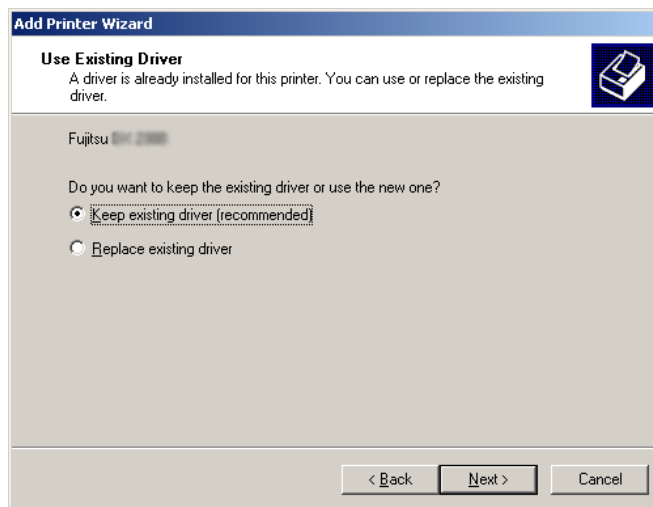 Add Printer Wizard
Use Existing Driver
A driver is already installed for this printer. You can use or replace the existing
driver.
Fujitsu
Do you want to keep the existing driver or use the new one?
Keep existing driver (recommended)
Replace existing driver
< Back
Next >
Cancel